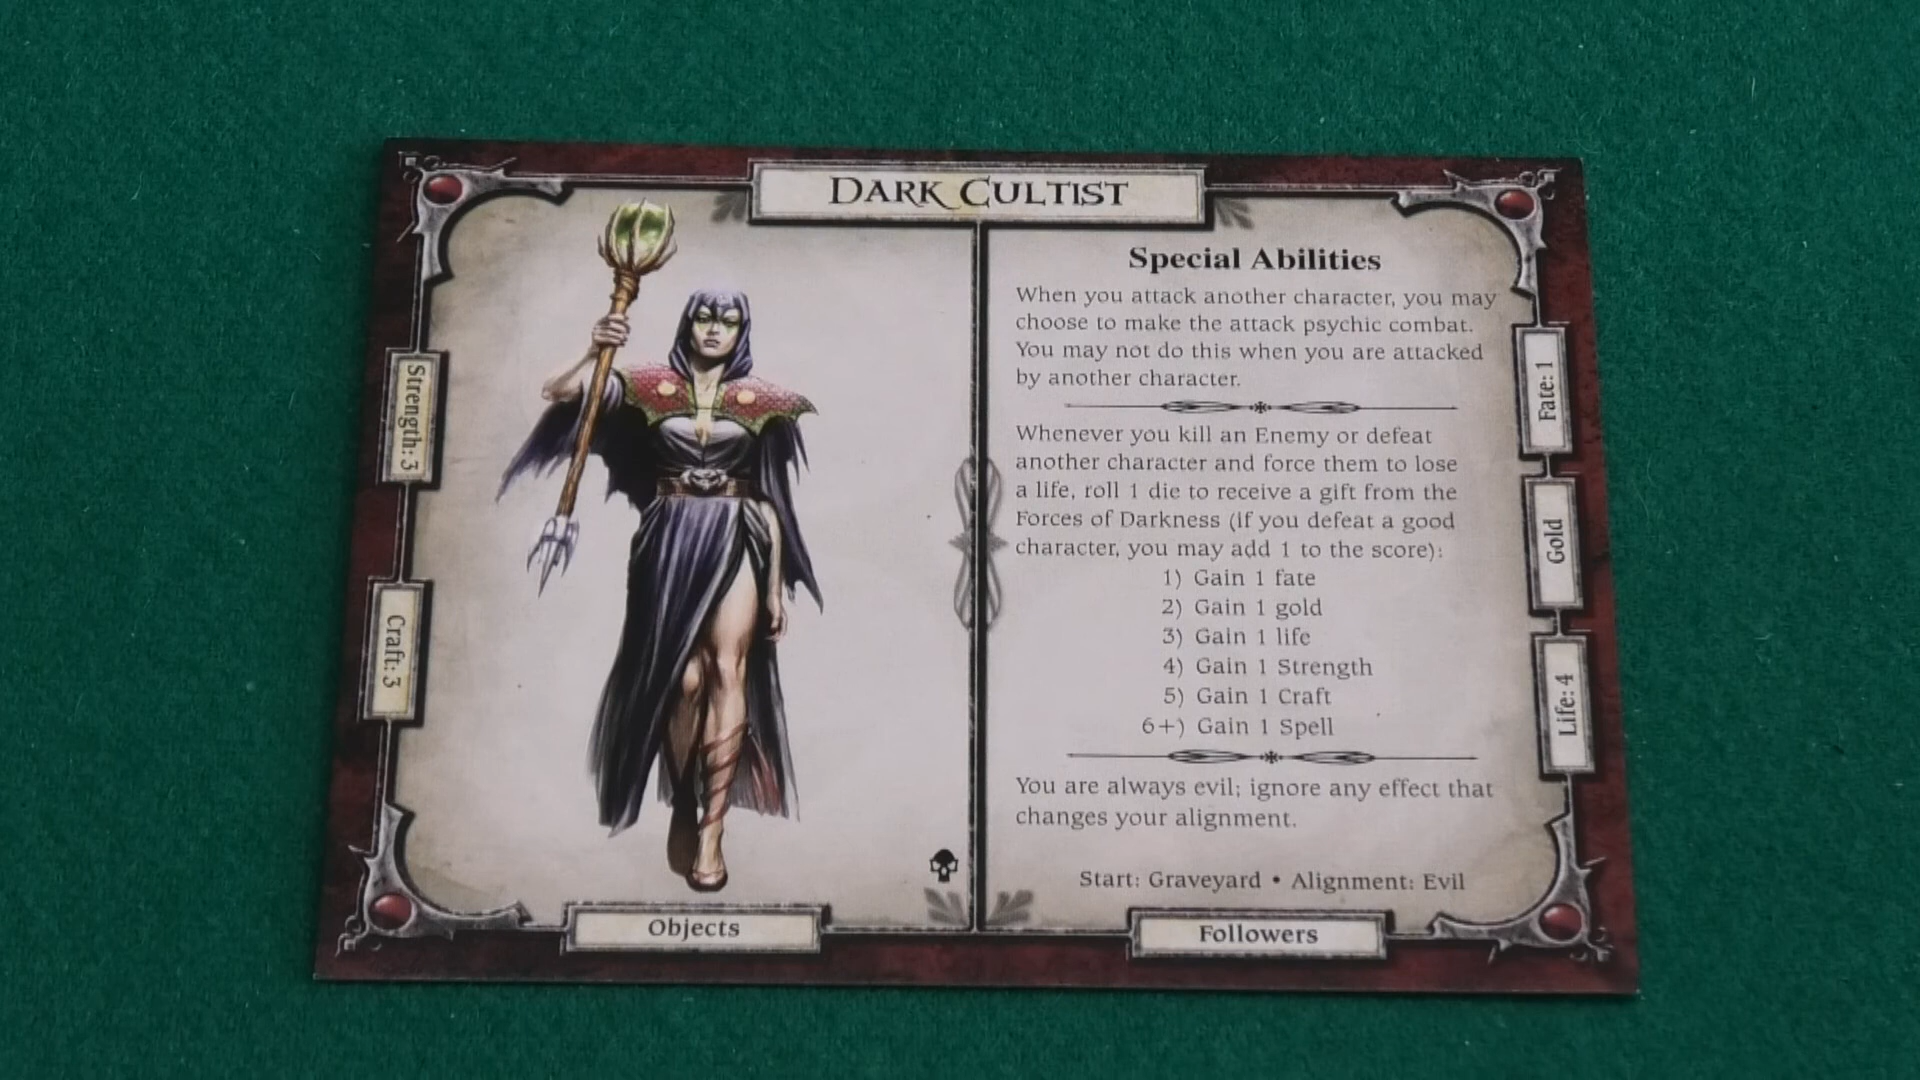 DARK CULTIST
Strength: 3
Craft: 3
Objects
Special Abilities
When you attack another character, you may
choose to make the attack psychic combat.
You may not do this when you are attacked
by another character.
Whenever you kill an Enemy or defeat
another character and force them to lose
a life, roll 1 die to receive a gift from the
Forces of Darkness (if you defeat a good
character, you may add 1 to the score):
1) Gain 1 fate
2) Gain 1 gold
3) Gain 1 life
4) Gain 1 Strength
5) Gain 1 Craft
6+) Gain 1 Spell
You are always evil; ignore any effect that
changes your alignment.
Start: Graveyard • Alignment: Evil
Followers
Fate: 1
Gold
Life: 4